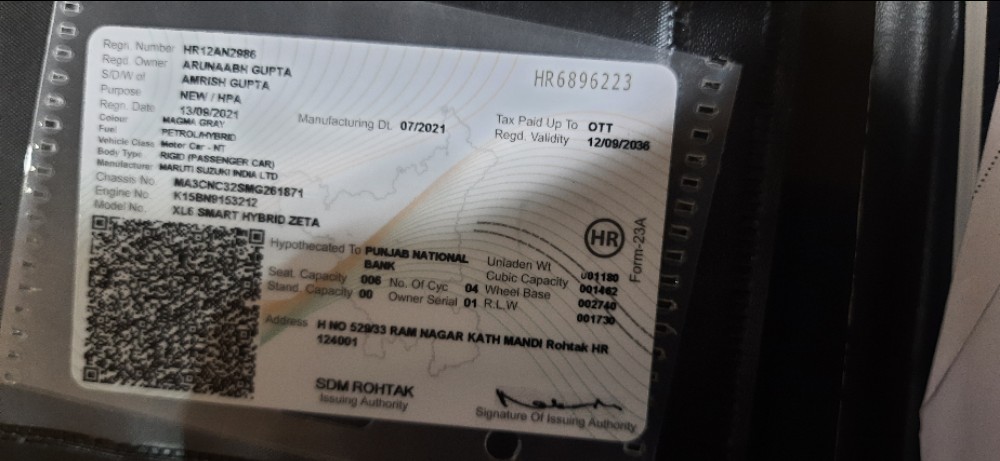 Regn. Number HR12AN2986
Regd. Owner ARUNAABH GUPTA
S/D/W of AMRISH GUPTA
Purpose NEW / HPA
Regn. Date 13/09/2021
Colour MAGMA GRAY
Fuel PETROL/HYBRID
Vehicle Class Motor Car - NT
Body Type RIGID (PASSENGER CAR)
Manufacturer MARUTI SUZUKI INDIA LTD
Chassis No. MA3CNC32SMG261871
Engine No. K15BN9153212
Model No. XL6 SMART HYBRID ZETA
HR6896223
Manufacturing Dt. 07/2021
Tax Paid Up To OTT
Regd. Validity 12/09/2036
HR
Form-23A
Hypothecated To PUNJAB NATIONAL
BANK
Seat. Capacity 006 No. Of Cyc 04
Stand. Capacity 00 Owner Serial 01
Unladen Wt 001180
Cubic Capacity 001462
Wheel Base 002740
R.L.W 001730
Address H NO 529/33 RAM NAGAR KATH MANDI Rohtak HR
124001
SDM ROHTAK
Issuing Authority
Signature Of Issuing Authority